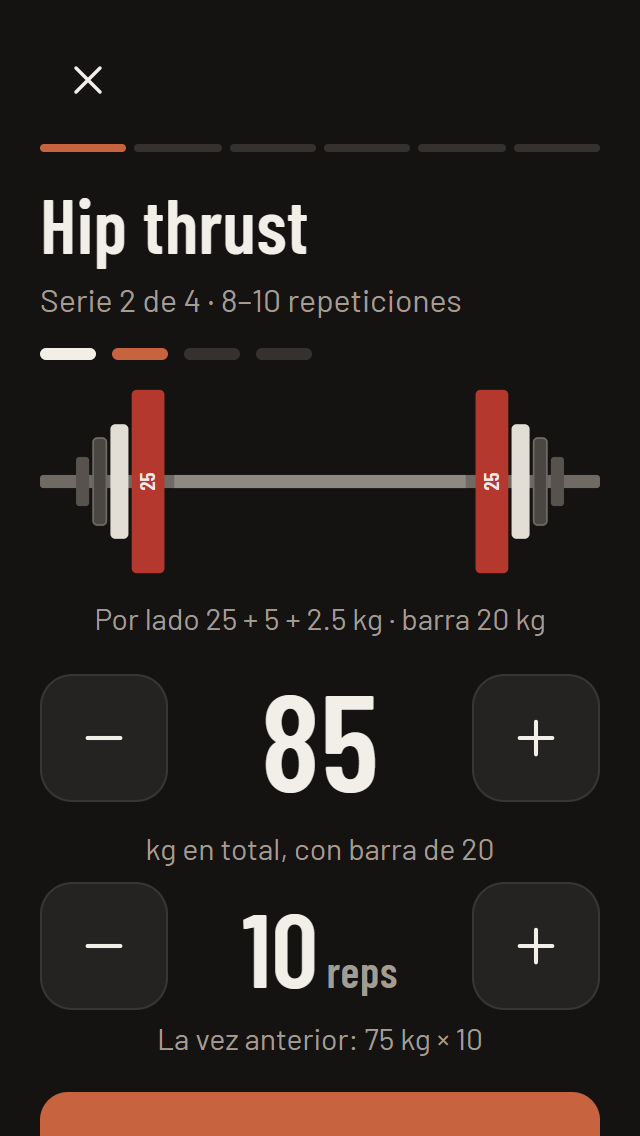 Hip thrust
Serie 2 de 4 · 8–10 repeticiones
25 25
Por lado 25 + 5 + 2.5 kg · barra 20 kg
85
kg en total, con barra de 20
10 reps
La vez anterior: 75 kg × 10